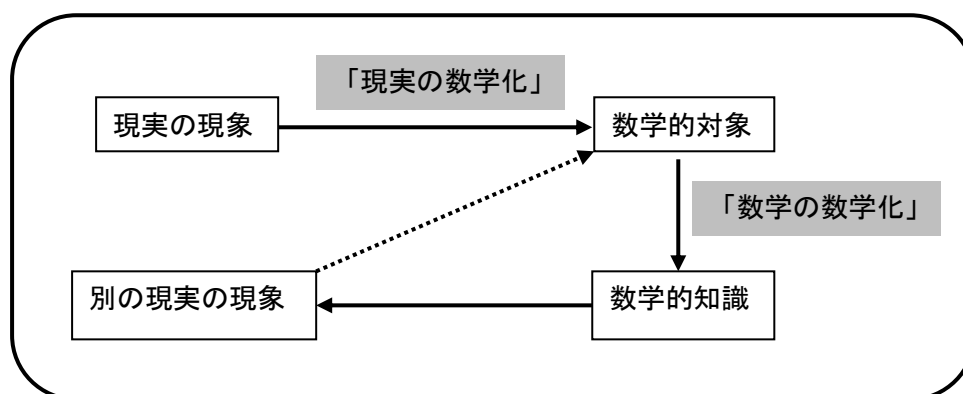 「現実の数学化」
現実の現象
数学的対象
「数学の数学化」
別の現実の現象
数学的知識